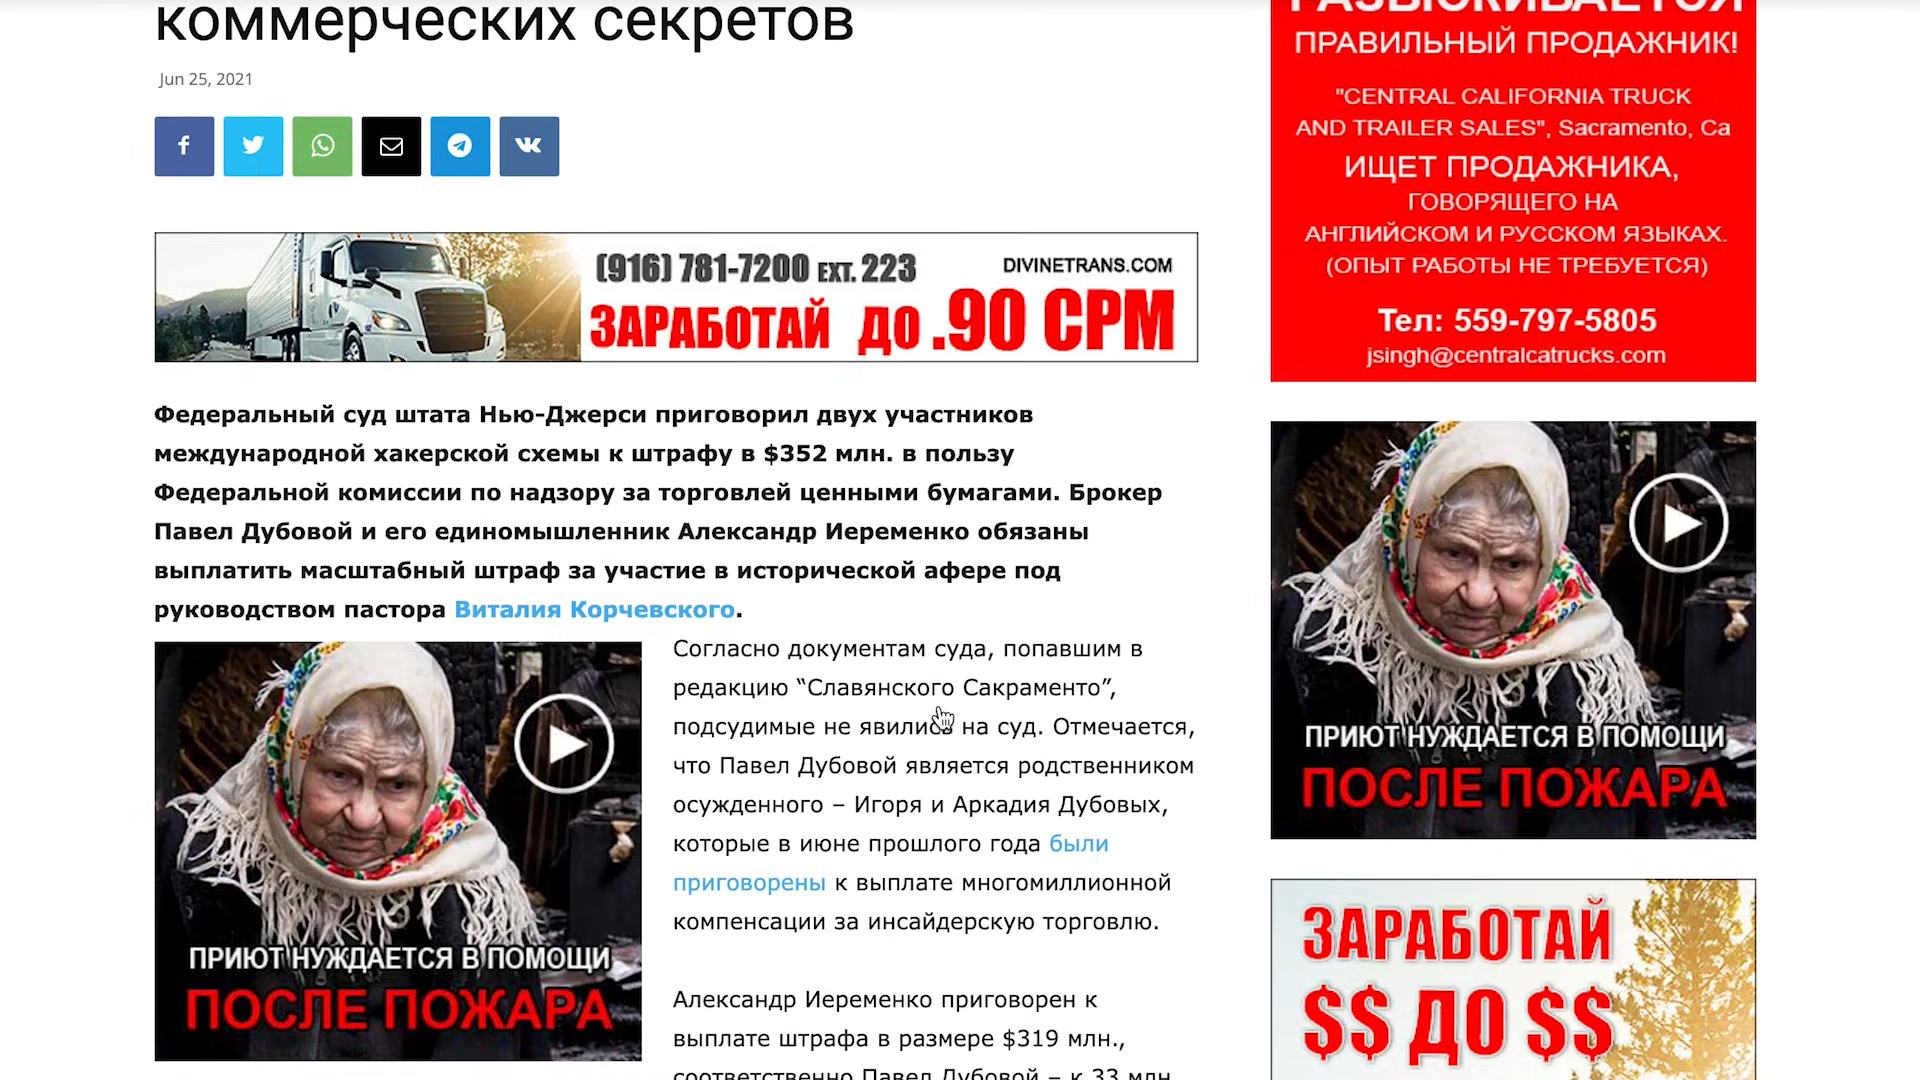 коммерческих секретов
Jun 25, 2021
(916) 781-7200 EXT. 223
DIVINETRANS.COM
ЗАРАБОТАЙ ДО .90 CPM
Федеральный суд штата Нью-Джерси приговорил двух участников
международной хакерской схемы к штрафу в $352 млн. в пользу
Федеральной комиссии по надзору за торговлей ценными бумагами. Брокер
Павел Дубовой и его единомышленник Александр Иеременко обязаны
выплатить масштабный штраф за участие в исторической афере под
руководством пастора Виталия Корчевского.
ПРИЮТ НУЖДАЕТСЯ В ПОМОЩИ
ПОСЛЕ ПОЖАРА
Согласно документам суда, попавшим в
редакцию “Славянского Сакраменто”,
подсудимые не явились на суд. Отмечается,
что Павел Дубовой является родственником
осужденного – Игоря и Аркадия Дубовых,
которые в июне прошлого года были
приговорены к выплате многомиллионной
компенсации за инсайдерскую торговлю.
Александр Иеременко приговорен к
выплате штрафа в размере $319 млн.,
соответственно Павел Дубовой – к 33 млн.
РАЗЫСКИВАЕТСЯ
ПРАВИЛЬНЫЙ ПРОДАЖНИК!
"CENTRAL CALIFORNIA TRUCK
AND TRAILER SALES", Sacramento, Ca
ИЩЕТ ПРОДАЖНИКА,
ГОВОРЯЩЕГО НА
АНГЛИЙСКОМ И РУССКОМ ЯЗЫКАХ.
(ОПЫТ РАБОТЫ НЕ ТРЕБУЕТСЯ)
Тел: 559-797-5805
jsingh@centralcatrucks.com
ПРИЮТ НУЖДАЕТСЯ В ПОМОЩИ
ПОСЛЕ ПОЖАРА
ЗАРАБОТАЙ
$$ ДО $$